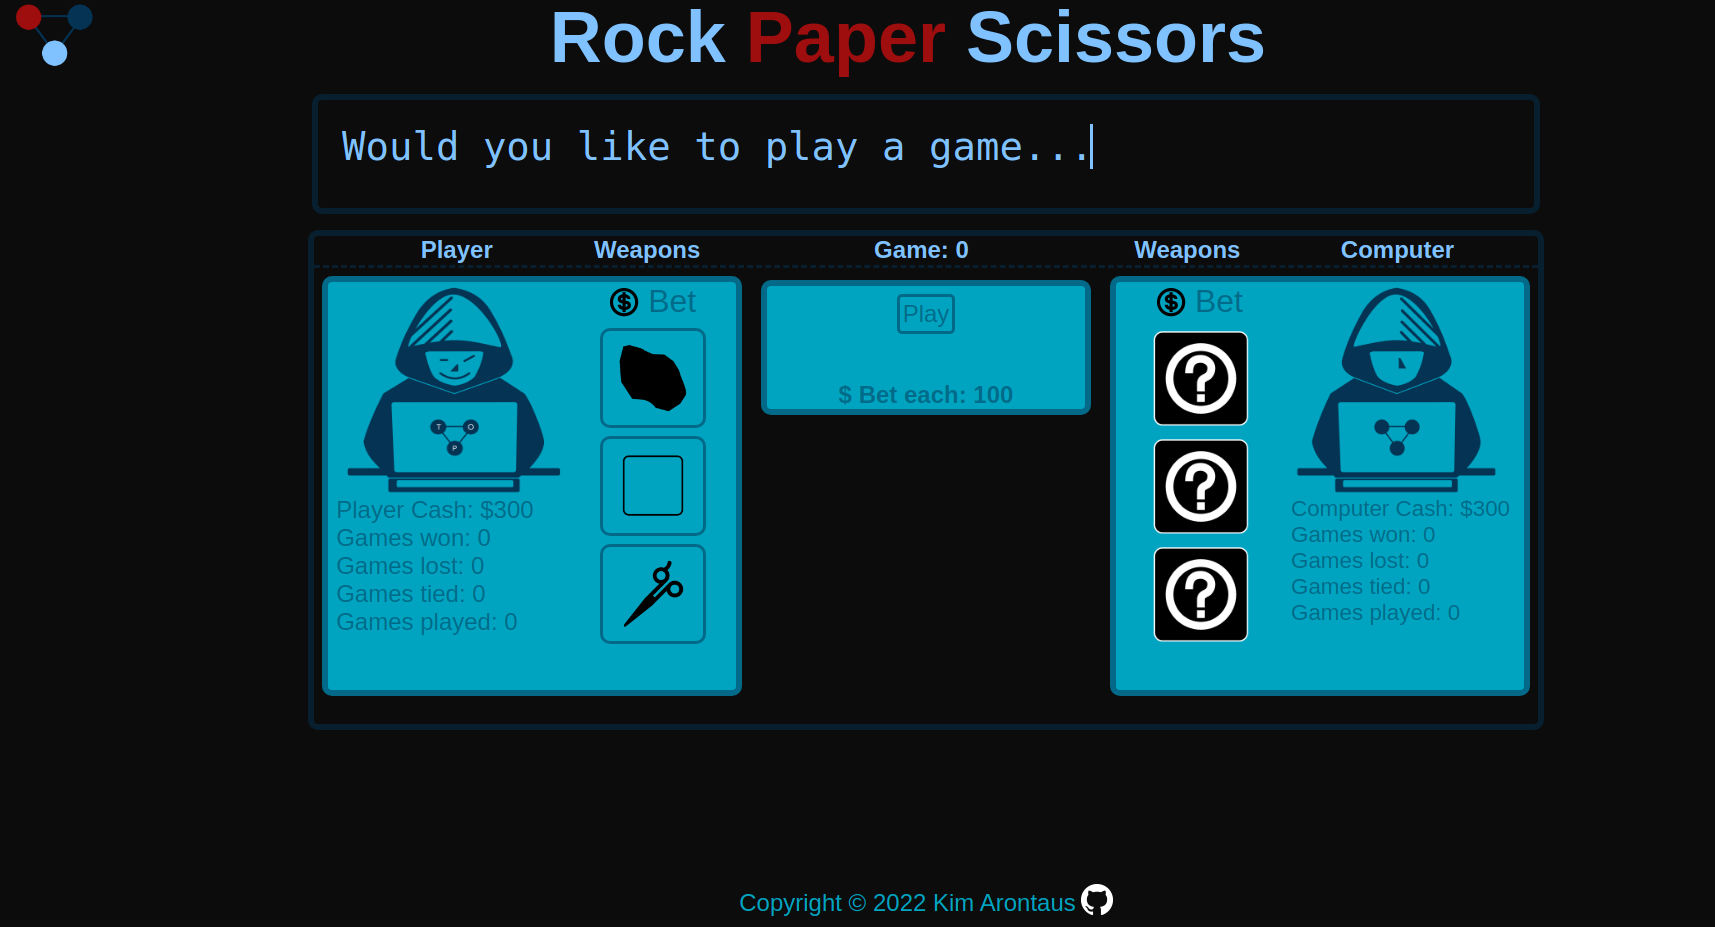 Rock Paper Scissors
Would you like to play a game...
Player Weapons Game: 0 Weapons Computer
Bet
T O
P
Player Cash: $300
Games won: 0
Games lost: 0
Games tied: 0
Games played: 0
Play
$ Bet each: 100
Bet
Computer Cash: $300
Games won: 0
Games lost: 0
Games tied: 0
Games played: 0
Copyright © 2022 Kim Arontaus